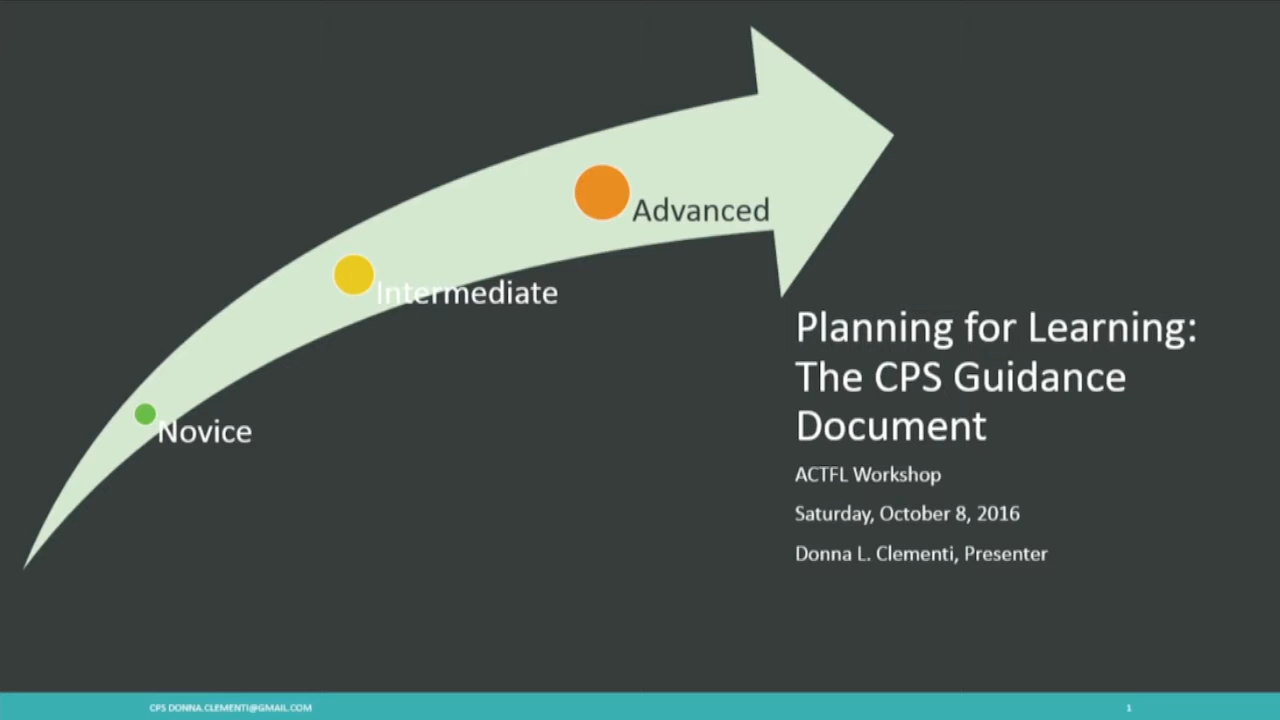 Advanced
Intermediate
Novice
Planning for Learning:
The CPS Guidance
Document
ACTFL Workshop
Saturday, October 8, 2016
Donna L. Clementi, Presenter
CPS DONNA.CLEMENTI@GMAIL.COM
1